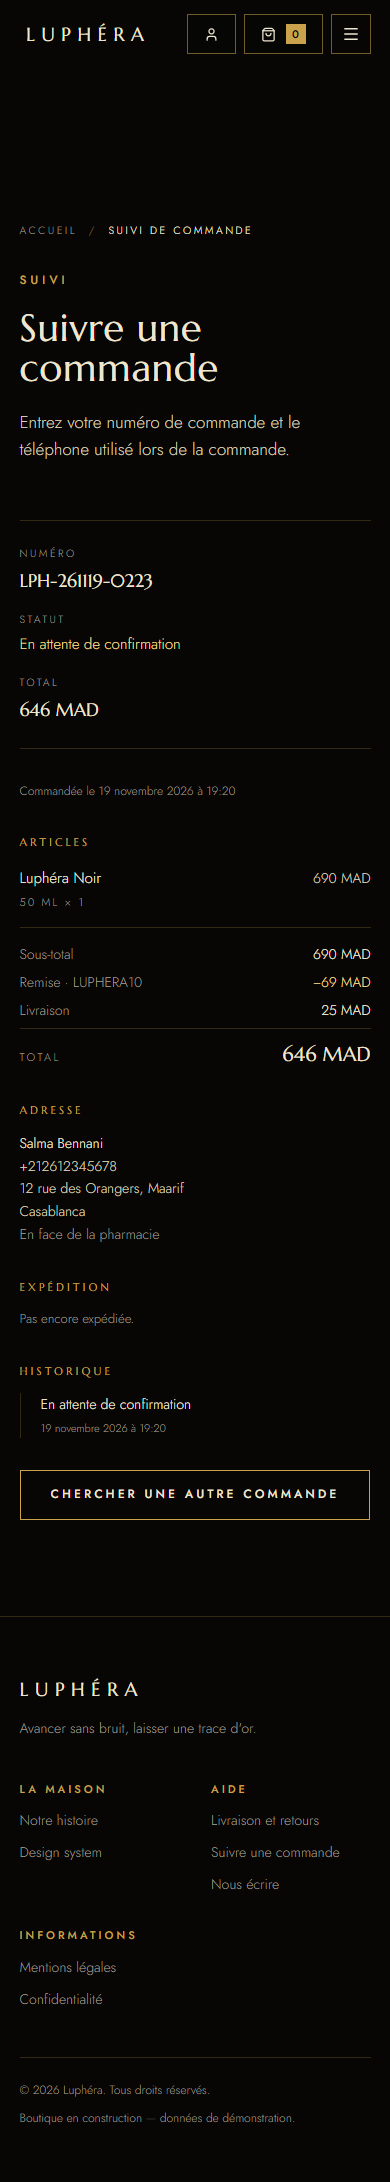 LUPHÉRA
0
ACCUEIL / SUIVI DE COMMANDE
SUIVI
Suivre une
commande
Entrez votre numéro de commande et le
téléphone utilisé lors de la commande.
NUMÉRO
LPH-261119-0223
STATUT
En attente de confirmation
TOTAL
646 MAD
Commandée le 19 novembre 2026 à 19:20
ARTICLES
Luphéra Noir 690 MAD
50 ML × 1
Sous-total 690 MAD
Remise · LUPHERA10 −69 MAD
Livraison 25 MAD
TOTAL 646 MAD
ADRESSE
Salma Bennani
+212612345678
12 rue des Orangers, Maarif
Casablanca
En face de la pharmacie
EXPÉDITION
Pas encore expédiée.
HISTORIQUE
En attente de confirmation
19 novembre 2026 à 19:20
CHERCHER UNE AUTRE COMMANDE
LUPHÉRA
Avancer sans bruit, laisser une trace d'or.
LA MAISON
Notre histoire
Design system
AIDE
Livraison et retours
Suivre une commande
Nous écrire
INFORMATIONS
Mentions légales
Confidentialité
© 2026 Luphéra. Tous droits réservés.
Boutique en construction — données de démonstration.